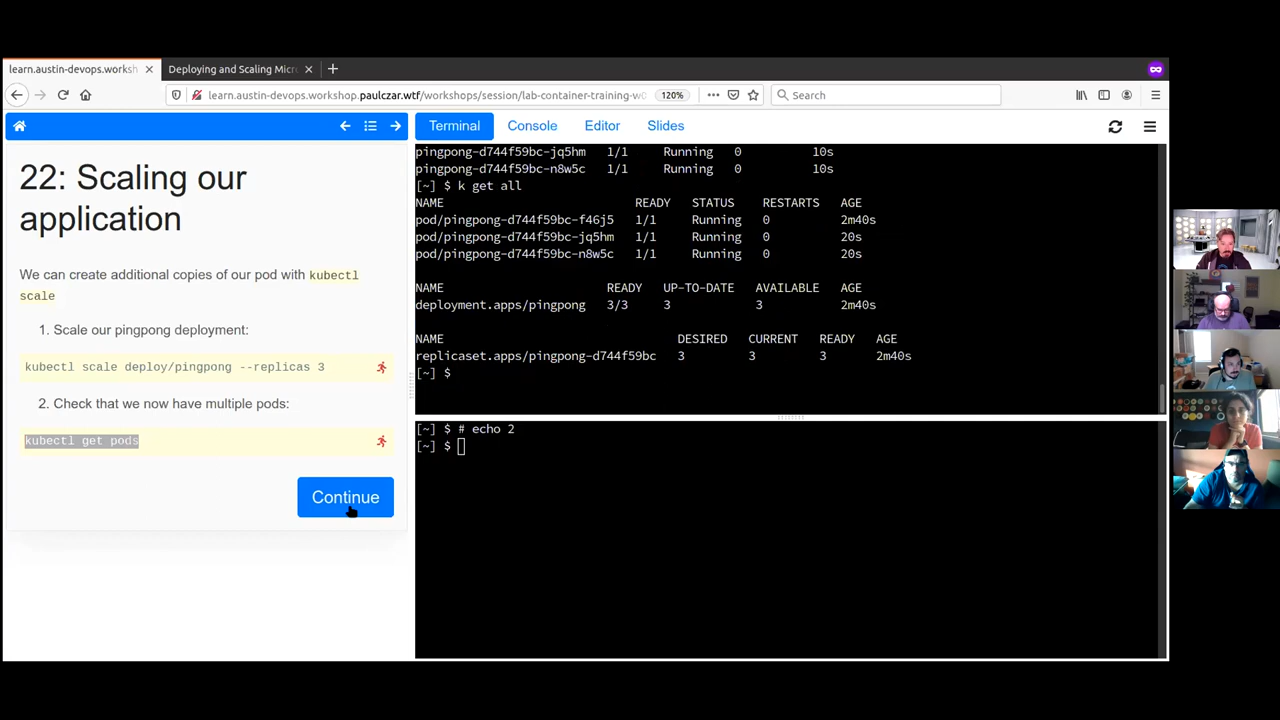 learn.austin-devops.worksh
Deploying and Scaling Micr
learn.austin-devops.workshop.paulczar.wtf/workshops/session/lab-container-training-w
120%
Search
Terminal
Console
Editor
Slides
22: Scaling our
application
We can create additional copies of our pod with kubectl
scale
1. Scale our pingpong deployment:
kubectl scale deploy/pingpong --replicas 3
2. Check that we now have multiple pods:
kubectl get pods
Continue
pingpong-d744f59bc-jq5hm 1/1 Running 0 10s
pingpong-d744f59bc-n8w5c 1/1 Running 0 10s
[~] $ k get all
NAME READY STATUS RESTARTS AGE
pod/pingpong-d744f59bc-f46j5 1/1 Running 0 2m40s
pod/pingpong-d744f59bc-jq5hm 1/1 Running 0 20s
pod/pingpong-d744f59bc-n8w5c 1/1 Running 0 20s
NAME READY UP-TO-DATE AVAILABLE AGE
deployment.apps/pingpong 3/3 3 3 2m40s
NAME DESIRED CURRENT READY AGE
replicaset.apps/pingpong-d744f59bc 3 3 3 2m40s
[~] $
[~] $ # echo 2
[~] $